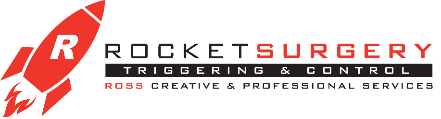 R
ROCKETSURGERY
TRIGGERING & CONTROL
ROSS CREATIVE & PROFESSIONAL SERVICES